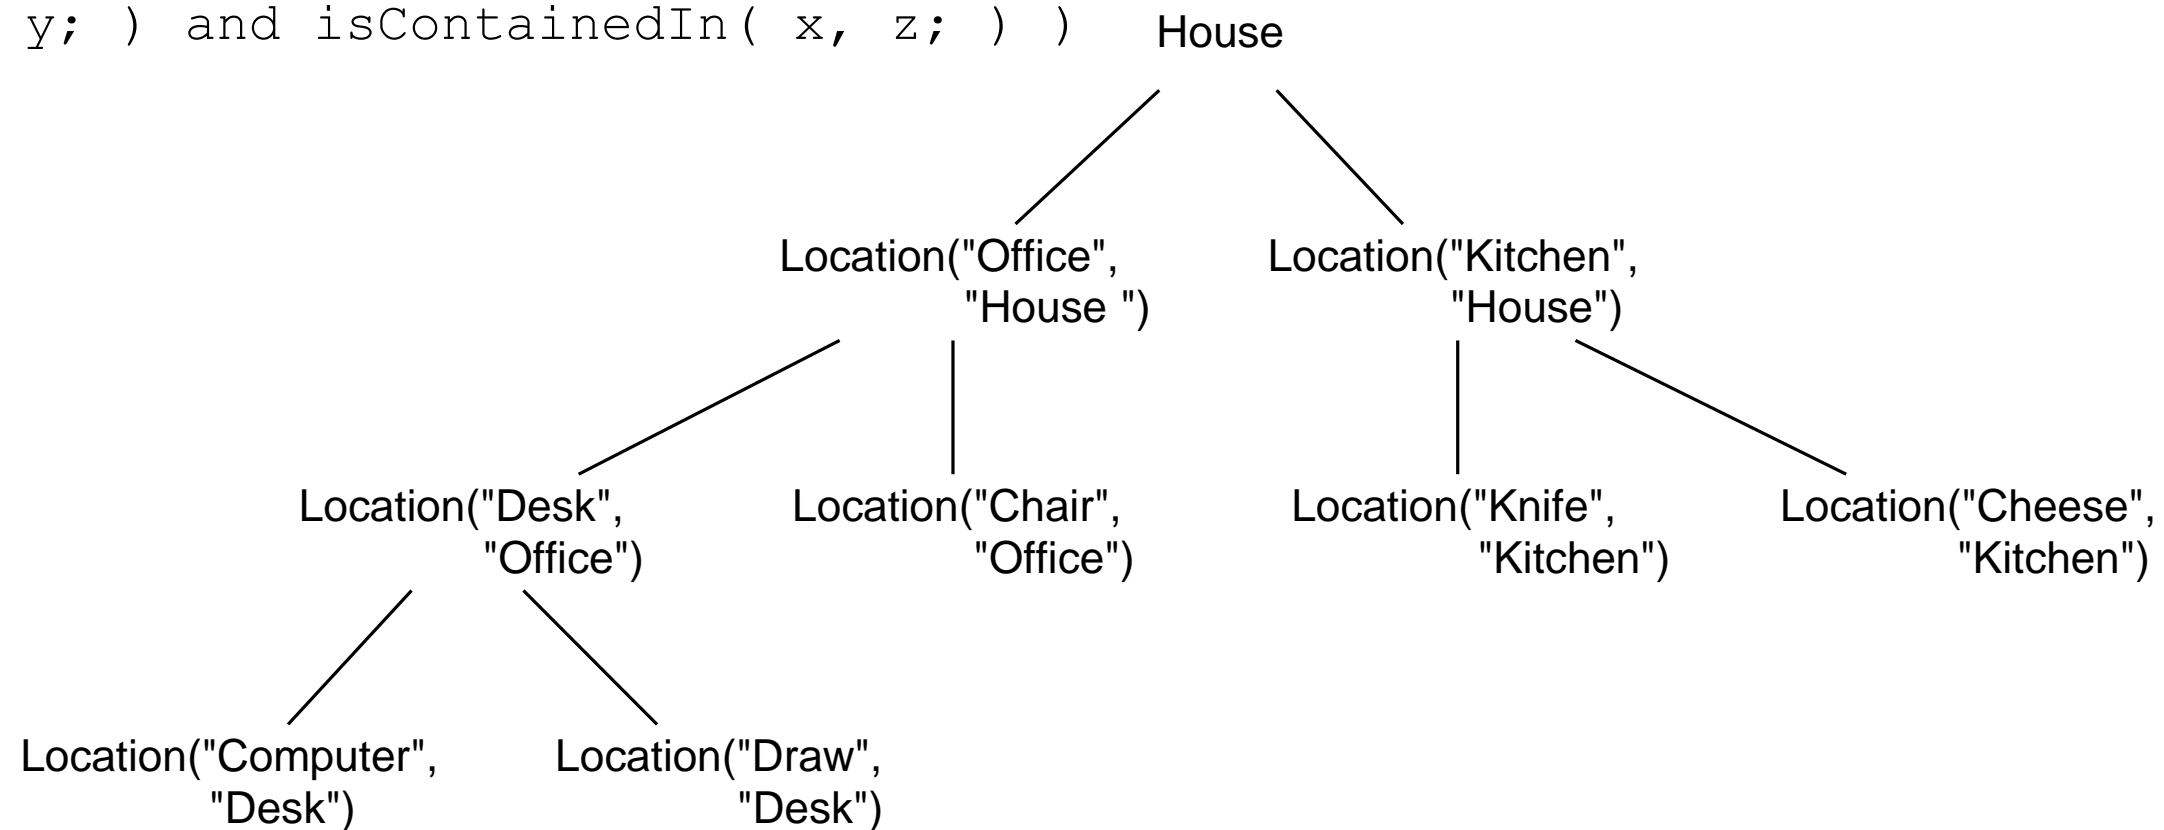 y; ) and isContainedIn( x, z; ) )
House
Location("Office",
"House ")
Location("Kitchen",
"House")
Location("Desk",
"Office")
Location("Chair",
"Office")
Location("Knife",
"Kitchen")
Location("Cheese",
"Kitchen")
Location("Computer",
"Desk")
Location("Draw",
"Desk")